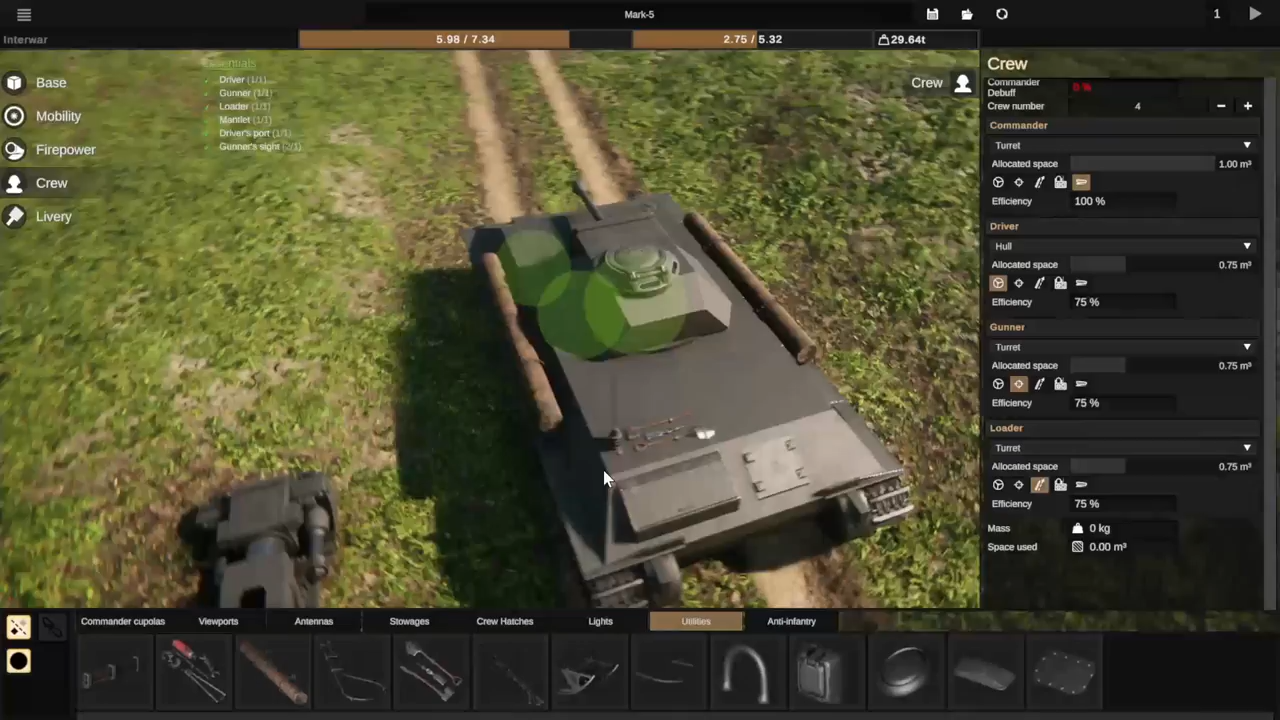 Mark-5
1
Interwar
5.98 / 7.34
2.75 / 5.32
29.64t
Crew
Base
Mobility
Firepower
Crew
Livery
Driver (1/1)
Gunner (1/1)
Loader (1/1)
Mantlet (1/1)
Driver's port (1/1)
Gunner's sight
Crew
Commander
Debuff
Crew number
4
Commander
Turret
Allocated space
1.00 m³
Efficiency
100 %
Driver
Hull
Allocated space
0.75 m³
Efficiency
75 %
Gunner
Turret
Allocated space
0.75 m³
Efficiency
75 %
Loader
Turret
Allocated space
0.75 m³
Efficiency
75 %
Mass
0 kg
Space used
0.00 m³
Commander cupolas
Viewports
Antennas
Stowages
Crew Hatches
Lights
Utilities
Anti-infantry